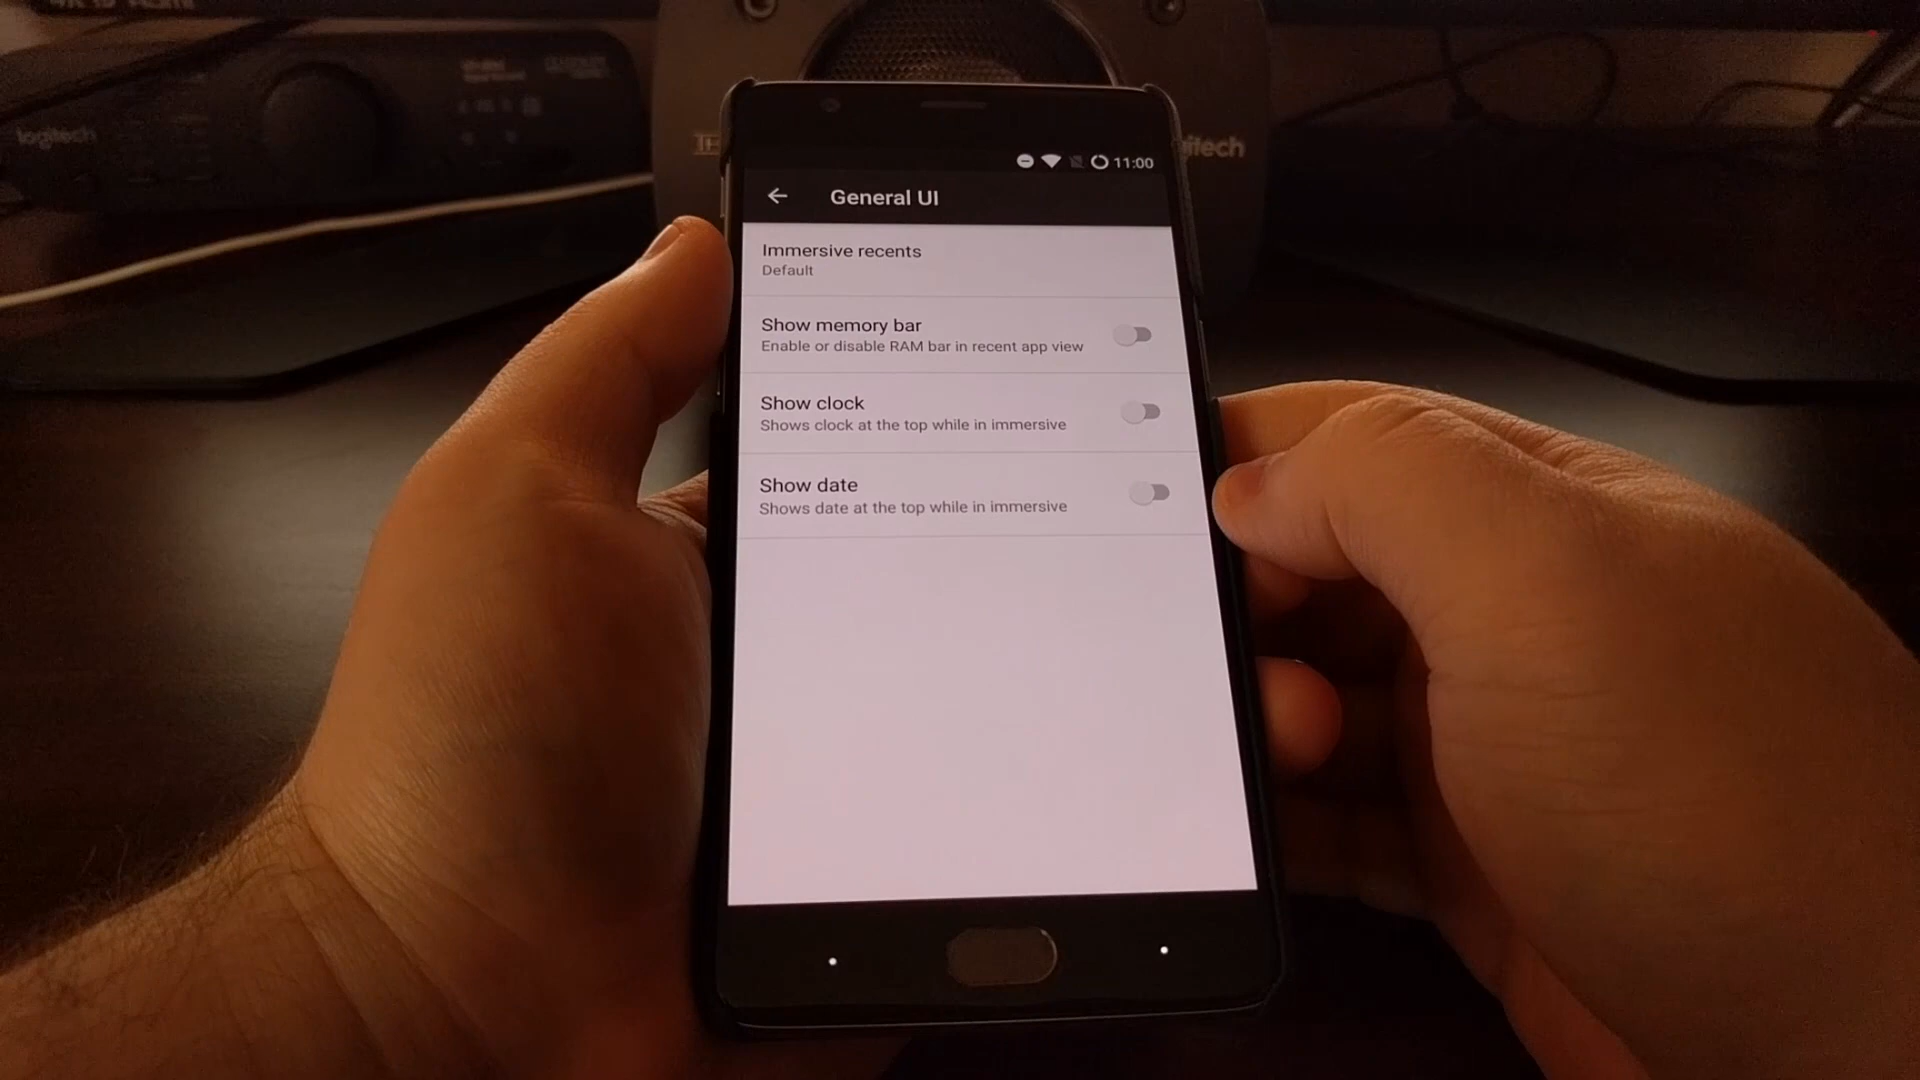 logitech
11:00
General UI
Immersive recents
Default
Show memory bar
Enable or disable RAM bar in recent app view
Show clock
Shows clock at the top while in immersive
Show date
Shows date at the top while in immersive